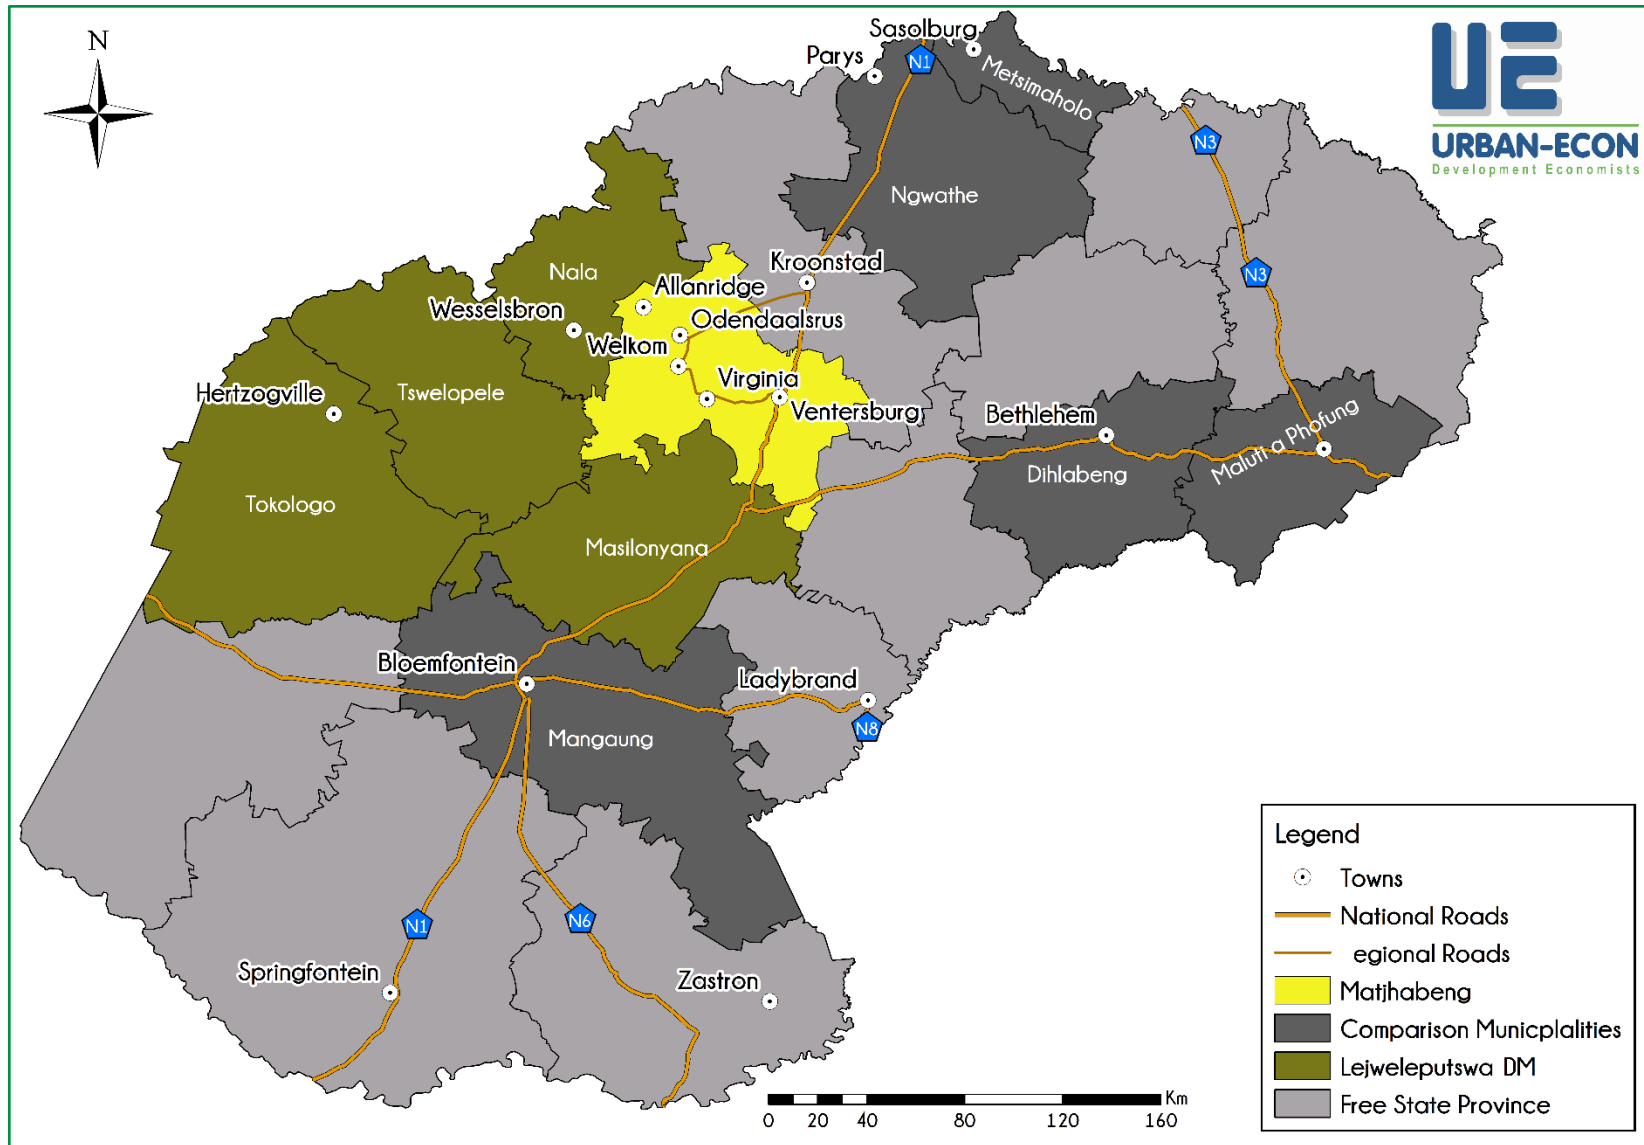 N
Sasolburg
Parys
N1
Metsimaholo
UE
URBAN-ECON
Development Economists
N3
Ngwathe
Kroonstad
N3
Nala
Allanridge
Wesselsbron
Odendaalsrus
Welkom
Virginia
Hertzogville
Tswelopele
Ventersburg
Bethlehem
Maluti a Phofung
Dihlabeng
Tokologo
Masilonyana
Bloemfontein
Ladybrand
N8
Mangaung
N1
N6
Springfontein
Zastron
Legend
Towns
National Roads
egional Roads
Matjhabeng
Comparison Municplalities
Lejweleputswa DM
Free State Province
Km
0 20 40 80 120 160